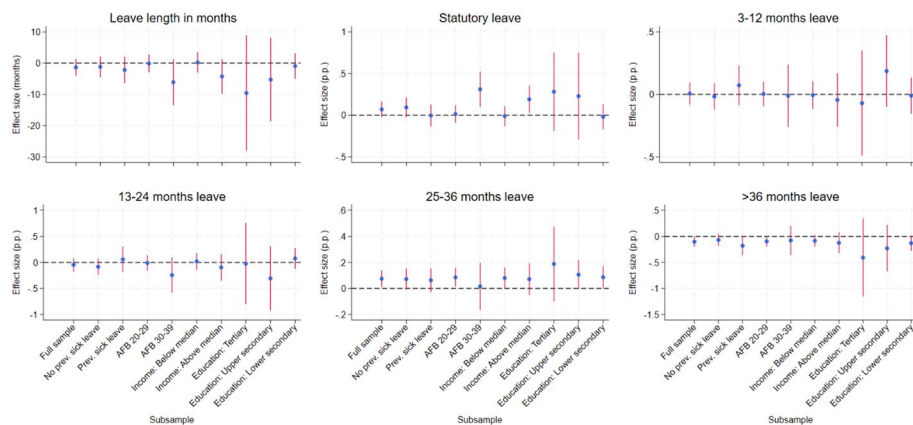 Leave length in months
Effect size (months)
10
0
-10
-20
-30
Statutory leave
Effect size (p.p.)
1
.5
0
-.5
3-12 months leave
Effect size (p.p.)
.5
0
-.5
13-24 months leave
Effect size (p.p.)
1
.5
0
-.5
-1
Full sample
No prev. sick leave
Prev. sick leave
AFB 20-29
AFB 30-39
Income: Below median
Income: Above median
Education: Tertiary
Education: Upper secondary
Education: Lower secondary
Subsample
25-36 months leave
Effect size (p.p.)
.6
.4
.2
0
-.2
Full sample
No prev. sick leave
Prev. sick leave
AFB 20-29
AFB 30-39
Income: Below median
Income: Above median
Education: Tertiary
Education: Upper secondary
Education: Lower secondary
Subsample
>36 months leave
Effect size (p.p.)
.5
0
-.5
-1
-1.5
Full sample
No prev. sick leave
Prev. sick leave
AFB 20-29
AFB 30-39
Income: Below median
Income: Above median
Education: Tertiary
Education: Upper secondary
Education: Lower secondary
Subsample